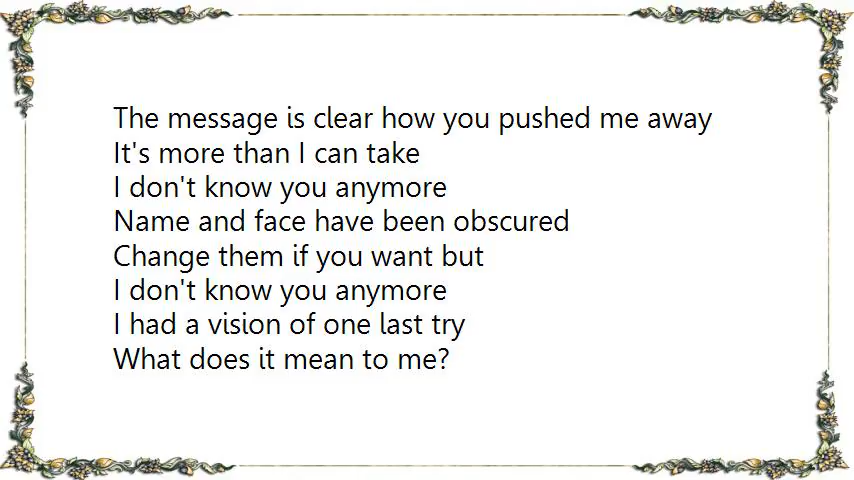 The message is clear how you pushed me away
It's more than I can take
I don't know you anymore
Name and face have been obscured
Change them if you want but
I don't know you anymore
I had a vision of one last try
What does it mean to me?